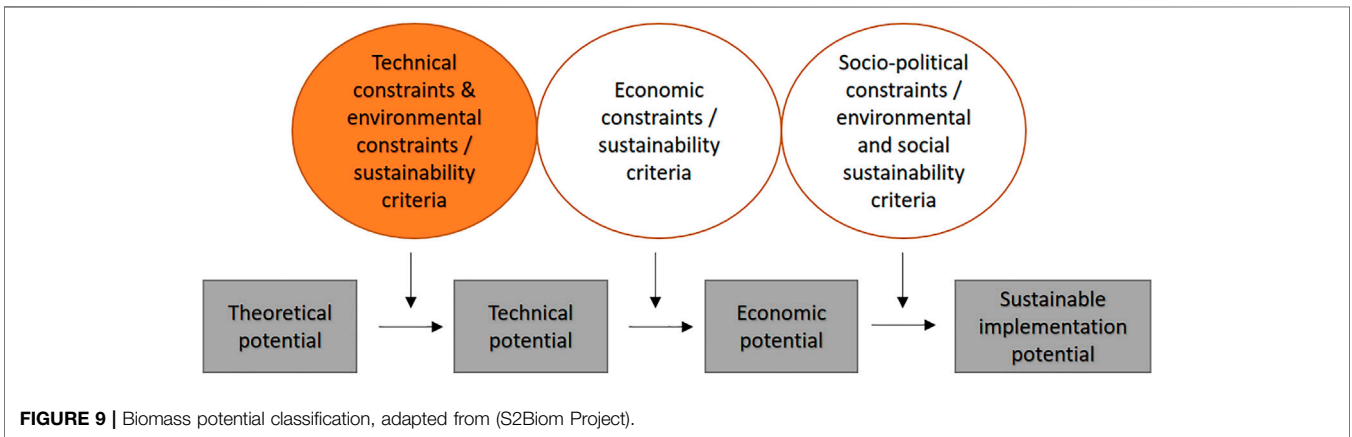 Technical
constraints &
environmental
constraints /
sustainability
criteria
Economic
constraints /
sustainability
criteria
Socio-political
constraints /
environmental
and social
sustainability
criteria
Theoretical
potential
Technical
potential
Economic
potential
Sustainable
implementation
potential
FIGURE 9 | Biomass potential classification, adapted from (S2Biom Project).